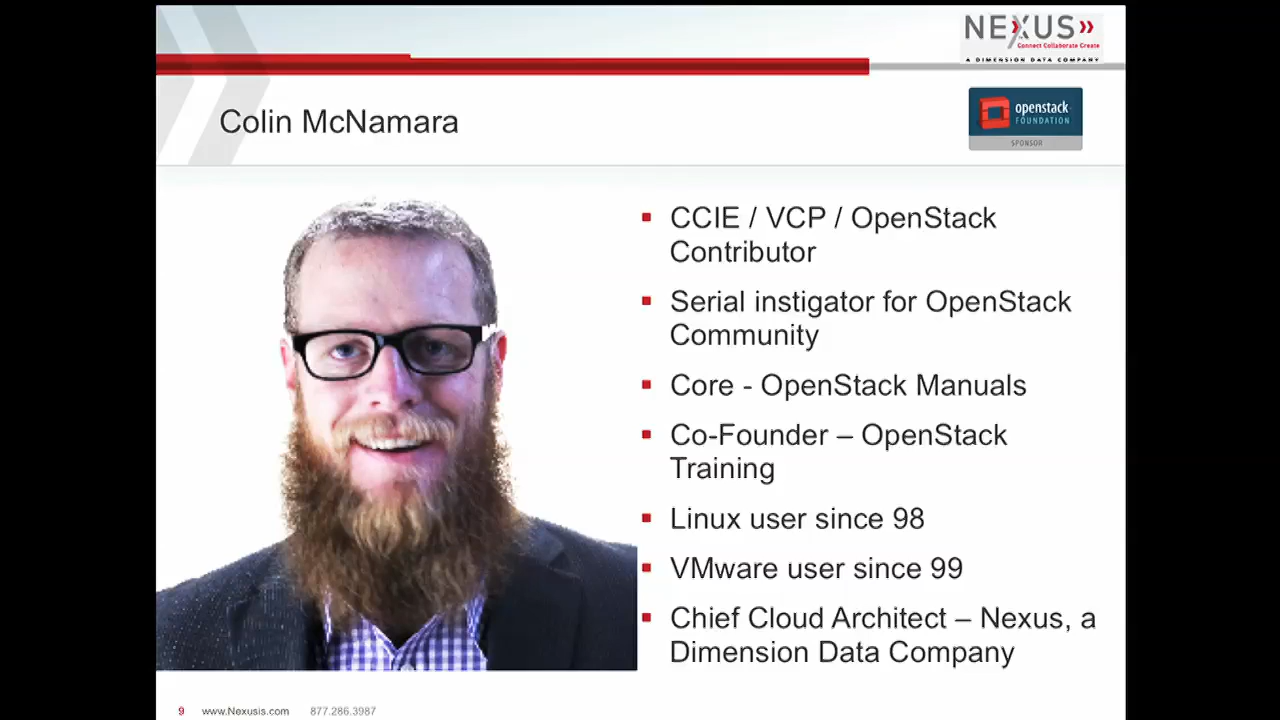 NEXUS»
Connect Collaborate Create
A DIMENSION DATA COMPANY
Colin McNamara
openstack
FOUNDATION
SPONSOR
▪ CCIE / VCP / OpenStack
Contributor
▪ Serial instigator for OpenStack
Community
▪ Core - OpenStack Manuals
▪ Co-Founder – OpenStack
Training
▪ Linux user since 98
▪ VMware user since 99
▪ Chief Cloud Architect – Nexus, a
Dimension Data Company
9 www.Nexusis.com 877.286.3987